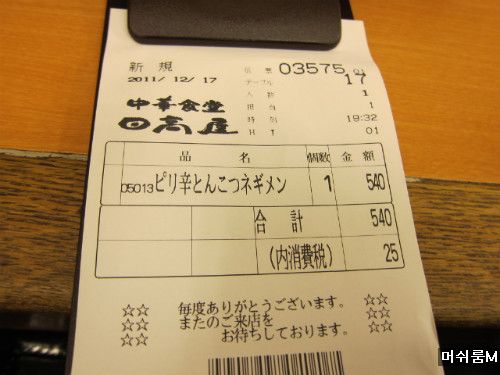 新規 伝票 03575 01
2011/12/17 テーブル 17
人数 1
中華食堂 担当 1
日高屋 時刻 19:32
HT 01
品名 個数 金額
05013 ピリ辛とんこつネギメン 1 540
合計 540
(内消費税) 25
☆☆ 毎度ありがとうございます。 ☆☆
☆☆ またのご来店を ☆☆
☆☆ お待ちしております。 ☆☆
머쉬룸M